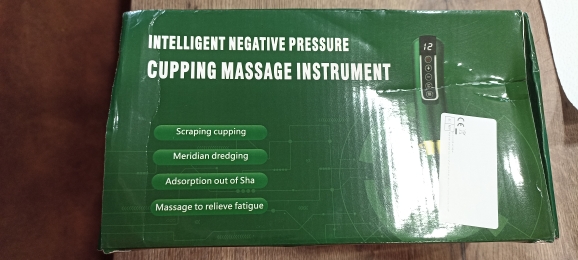 INTELLIGENT NEGATIVE PRESSURE
CUPPING MASSAGE INSTRUMENT
12
Scraping cupping
Meridian dredging
Adsorption out of Sha
Massage to relieve fatigue
CE